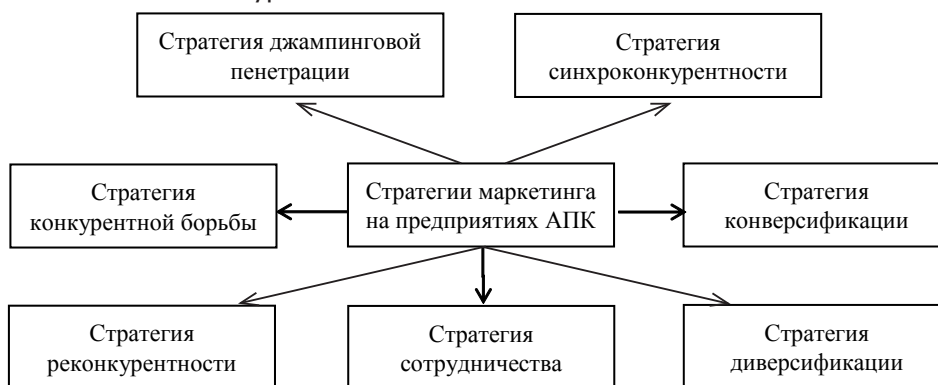 Стратегия джампинговой
пенетрации
Стратегия
синхроконкурентности
Стратегия
конкурентной борьбы
Стратегии маркетинга
на предприятиях АПК
Стратегия
конверсификации
Стратегия
реконкурентности
Стратегия
сотрудничества
Стратегия
диверсификации